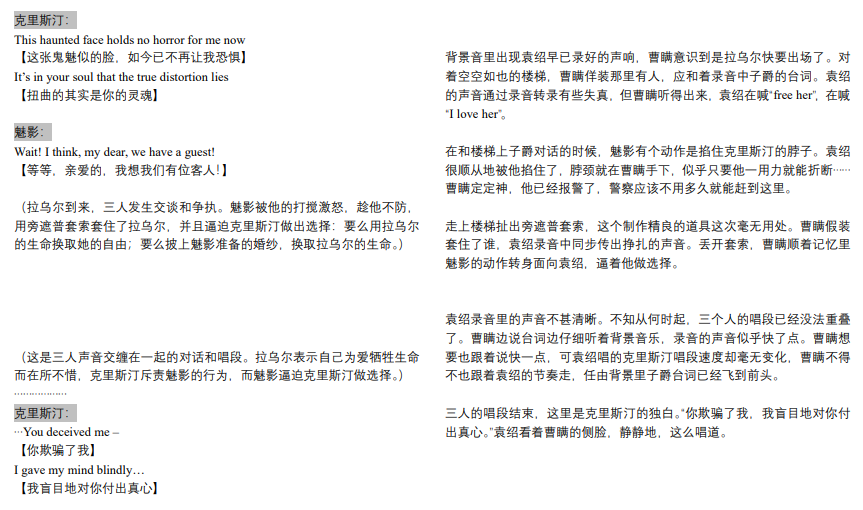 克里斯汀：
This haunted face holds no horror for me now
【这张鬼魅似的脸，如今已不再让我恐惧】
It's in your soul that the true distortion lies
【扭曲的其实是你的灵魂】
魅影：
Wait! I think, my dear, we have a guest!
【等等，亲爱的，我想我们有位客人！】
（拉乌尔到来，三人发生交谈和争执。魅影被他的打搅激怒，趁他不防，
用旁遮普套索套住了拉乌尔，并且逼迫克里斯汀做出选择：要么用拉乌尔
的生命换取她的自由；要么披上魅影准备的婚纱，换取拉乌尔的生命。）
（这是三人声音交缠在一起的对话和唱段。拉乌尔表示自己为爱牺牲生命
而在所不惜，克里斯汀斥责魅影的行为，而魅影逼迫克里斯汀做选择。）
………………
克里斯汀：
…You deceived me –
【你欺骗了我】
I gave my mind blindly…
【我盲目地对你付出真心】
背景音里出现袁绍早已录好的声响，曹瞒意识到是拉乌尔快要出场了。对
着空空如也的楼梯，曹瞒佯装那里有人，应和着录音中子爵的台词。袁绍
的声音通过录音转录有些失真，但曹瞒听得出来，袁绍在喊“free her”，在喊
“I love her”。
在和楼梯上子爵对话的时候，魅影有个动作是掐住克里斯汀的脖子。袁绍
很顺从地被他掐住了，脖颈就在曹瞒手下，似乎只要他一用力就能折断……
曹瞒定定神，他已经报警了，警察应该不用多久就能赶到这里。
走上楼梯扯出旁遮普套索，这个制作精良的道具这次毫无用处。曹瞒假装
套住了谁，袁绍录音中同步传出挣扎的声音。丢开套索，曹瞒顺着记忆里
魅影的动作转身面向袁绍，逼着他做选择。
袁绍录音里的声音不甚清晰。不知从何时起，三个人的唱段已经没法重叠
了。曹瞒边说台词边仔细听着背景音乐，录音的声音似乎快了点。曹瞒想
要也跟着说快一点，可袁绍唱的克里斯汀唱段速度却毫无变化，曹瞒不得
不也跟着袁绍的节奏走，任由背景里子爵台词已经飞到前头。
三人的唱段结束，这里是克里斯汀的独白。“你欺骗了我，我盲目地对你付
出真心。”袁绍看着曹瞒的侧脸，静静地，这么唱道。